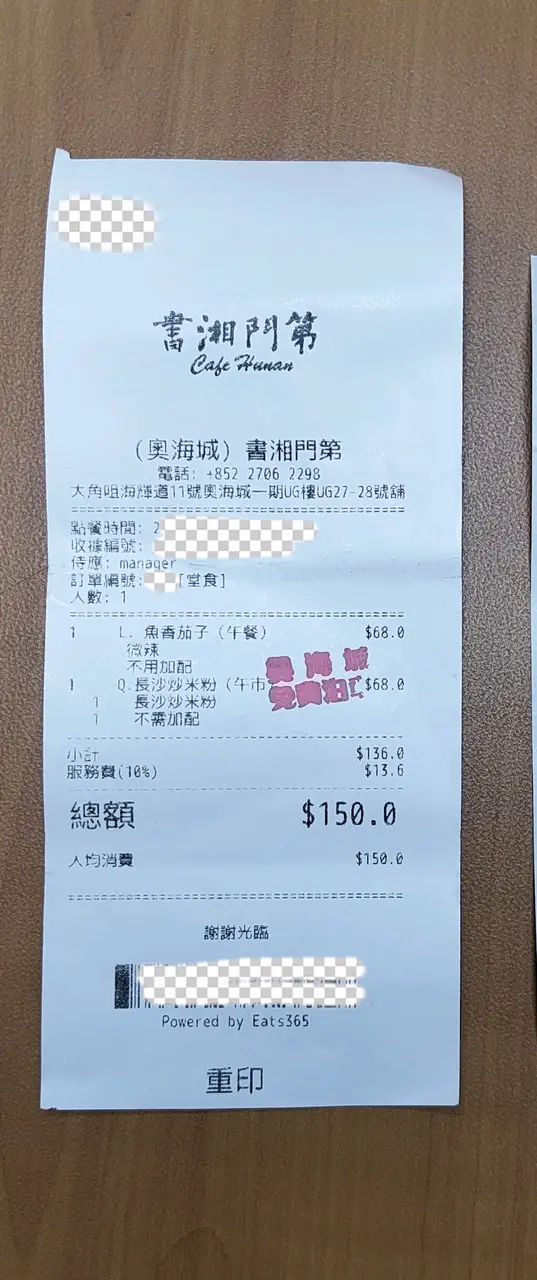 書湘門第
Cafe Hunan
(奧海城) 書湘門第
電話: +852 2706 2298
大角咀海輝道11號奧海城一期UG樓UG27-28號舖
點餐時間: 2
收據編號:
侍應: manager
訂單編號: [堂食]
人數: 1
1 L. 魚香茄子 (午餐) $68.0
微辣
不用加配
1 Q.長沙炒米粉 (午市 $68.0
1 長沙炒米粉
1 不需加配
奧海城
免費泊
小計 $136.0
服務費(10%) $13.6
總額 $150.0
人均消費 $150.0
謝謝光臨
Powered by Eats365
重印